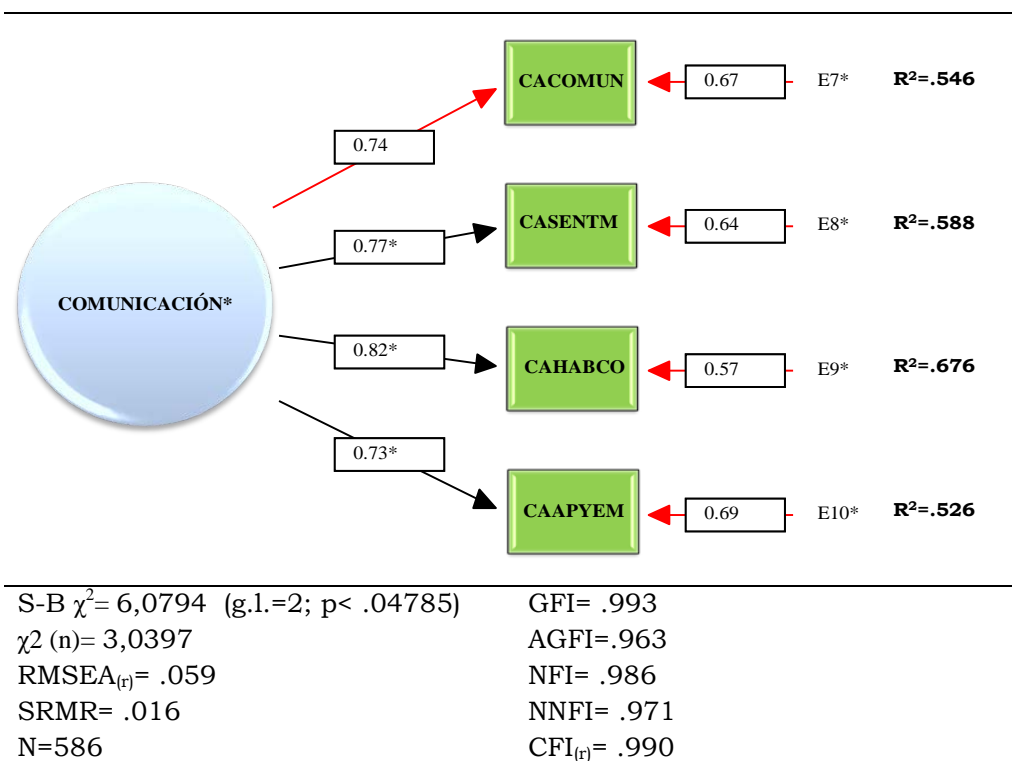 CACOMUN 0.67 E7* R²=.546
0.74
CASENTM 0.64 E8* R²=.588
0.77*
COMUNICACIÓN*
0.82*
CAHABCO 0.57 E9* R²=.676
0.73*
CAAPYEM 0.69 E10* R²=.526
S-B χ²= 6,0794 (g.l.=2; p< .04785) GFI= .993
χ2 (n)= 3,0397 AGFI=.963
RMSEA(r)= .059 NFI= .986
SRMR= .016 NNFI= .971
N=586 CFI(r)= .990